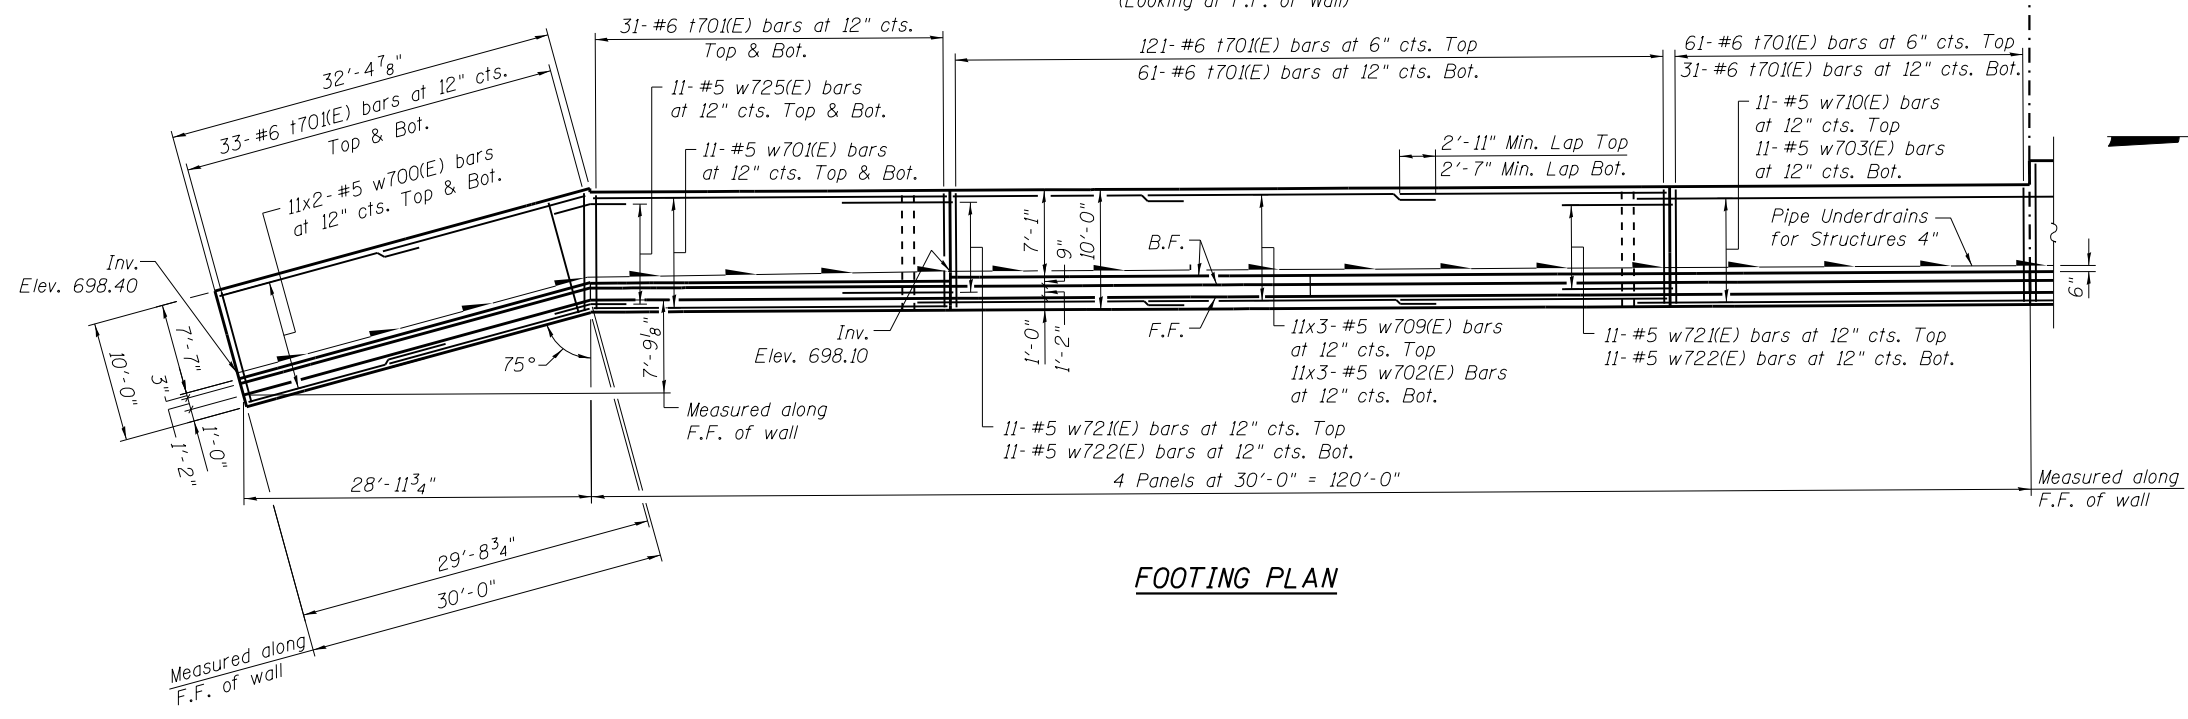 (Looking at F.F. of wall)
31-#6 t701(E) bars at 12" cts.
Top & Bot.
121-#6 t701(E) bars at 6" cts. Top
61-#6 t701(E) bars at 12" cts. Bot.
61-#6 t701(E) bars at 6" cts. Top
31-#6 t701(E) bars at 12" cts. Bot.
32'-4 7/8"
33-#6 t701(E) bars at 12" cts.
Top & Bot.
11x2-#5 w700(E) bars
at 12" cts. Top & Bot.
11-#5 w725(E) bars
at 12" cts. Top & Bot.
11-#5 w701(E) bars
at 12" cts. Top & Bot.
2'-11" Min. Lap Top
2'-7" Min. Lap Bot.
11-#5 w710(E) bars
at 12" cts. Top
11-#5 w703(E) bars
at 12" cts. Bot.
Pipe Underdrains
for Structures 4"
Inv.
Elev. 698.40
7'-1"
9"
10'-0"
B.F.
F.F.
6"
7'-7"
10'-0"
3"
1'-0"
1'-2"
75°
7'-9 1/8"
Inv.
Elev. 698.10
1'-0"
1'-2"
11x3-#5 w709(E) bars
at 12" cts. Top
11x3-#5 w702(E) Bars
at 12" cts. Bot.
11-#5 w721(E) bars at 12" cts. Top
11-#5 w722(E) bars at 12" cts. Bot.
Measured along
F.F. of wall
11-#5 w721(E) bars at 12" cts. Top
11-#5 w722(E) bars at 12" cts. Bot.
28'-11 3/4"
4 Panels at 30'-0" = 120'-0"
Measured along
F.F. of wall
29'-8 3/4"
30'-0"
Measured along
F.F. of wall
FOOTING PLAN